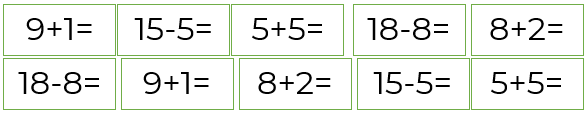 9+1= 15-5= 5+5= 18-8= 8+2=
18-8= 9+1= 8+2= 15-5= 5+5=